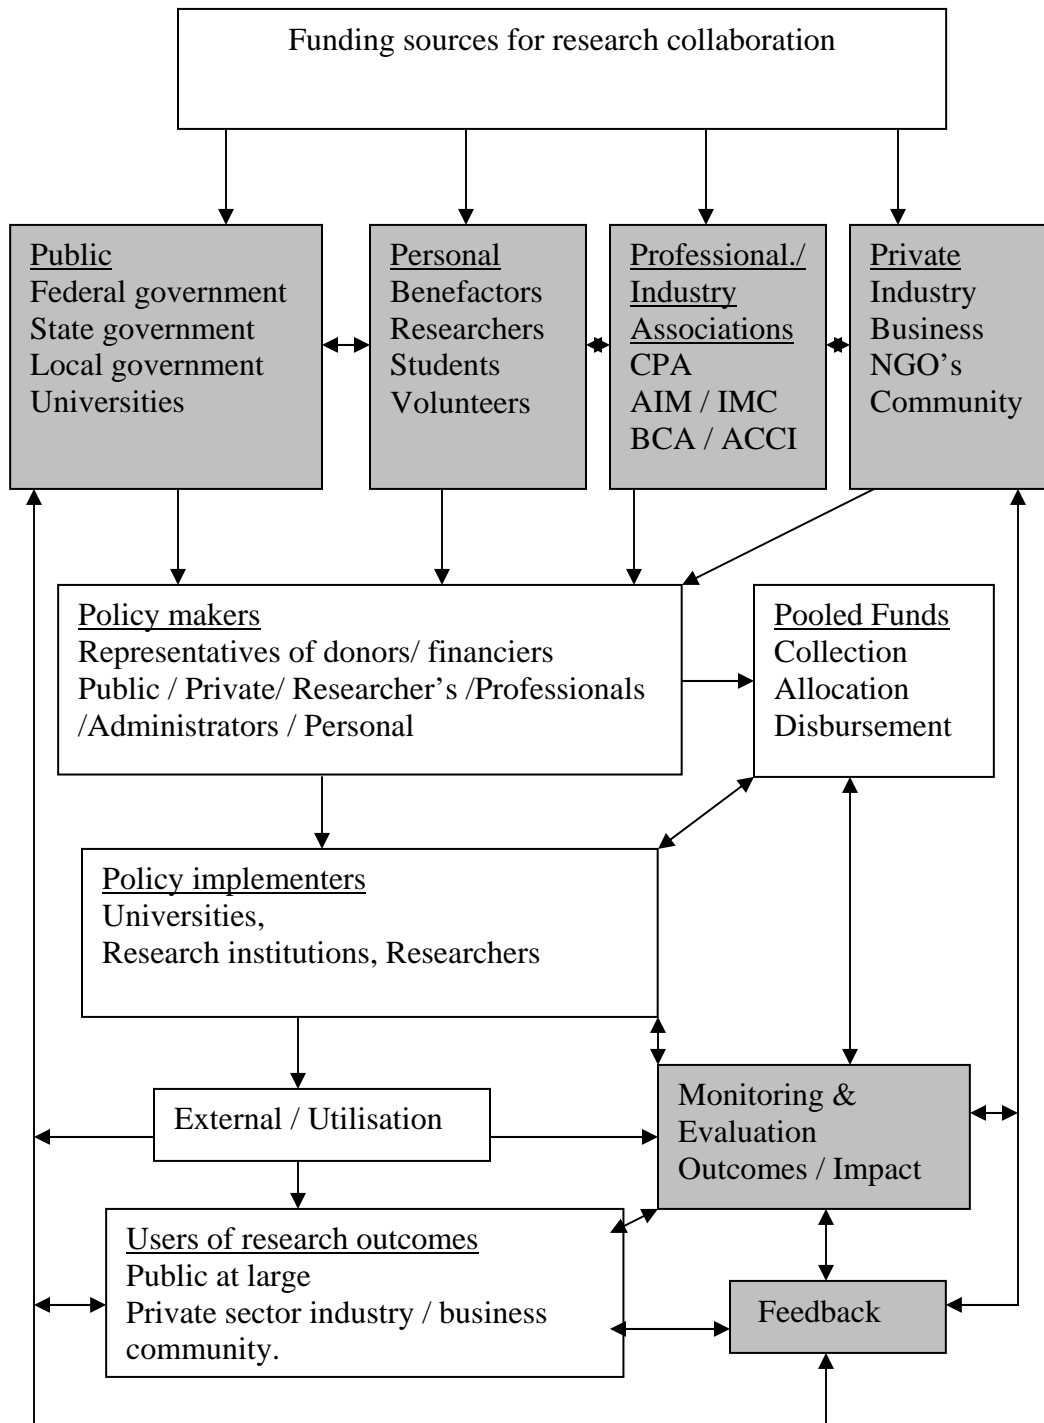 Funding sources for research collaboration
Public
Federal government
State government
Local government
Universities
Personal
Benefactors
Researchers
Students
Volunteers
Professional./
Industry
Associations
CPA
AIM / IMC
BCA / ACCI
Private
Industry
Business
NGO’s
Community
Policy makers
Representatives of donors/ financiers
Public / Private/ Researcher’s /Professionals
/Administrators / Personal
Pooled Funds
Collection
Allocation
Disbursement
Policy implementers
Universities,
Research institutions, Researchers
External / Utilisation
Monitoring &
Evaluation
Outcomes / Impact
Users of research outcomes
Public at large
Private sector industry / business
community.
Feedback